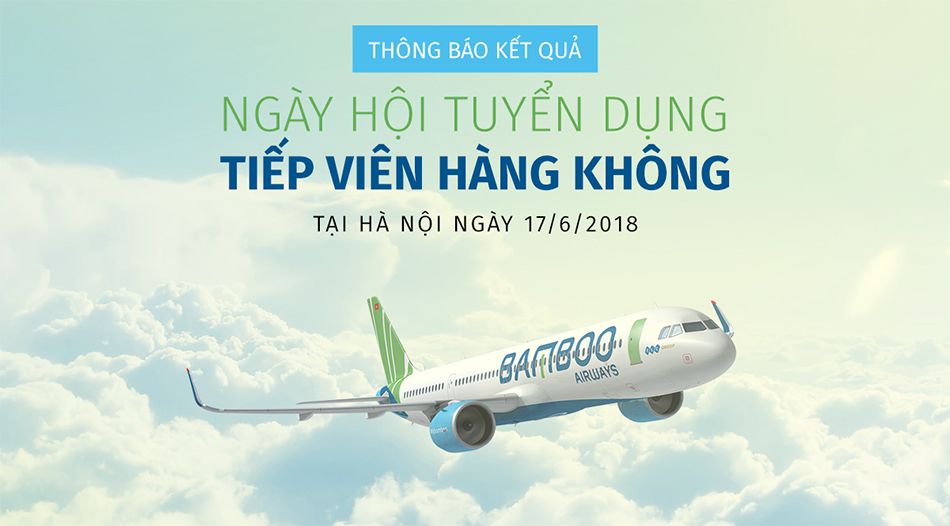 THÔNG BÁO KẾT QUẢ
NGÀY HỘI TUYỂN DỤNG
TIẾP VIÊN HÀNG KHÔNG
TẠI HÀ NỘI NGÀY 17/6/2018
BAMBOO
AIRWAYS